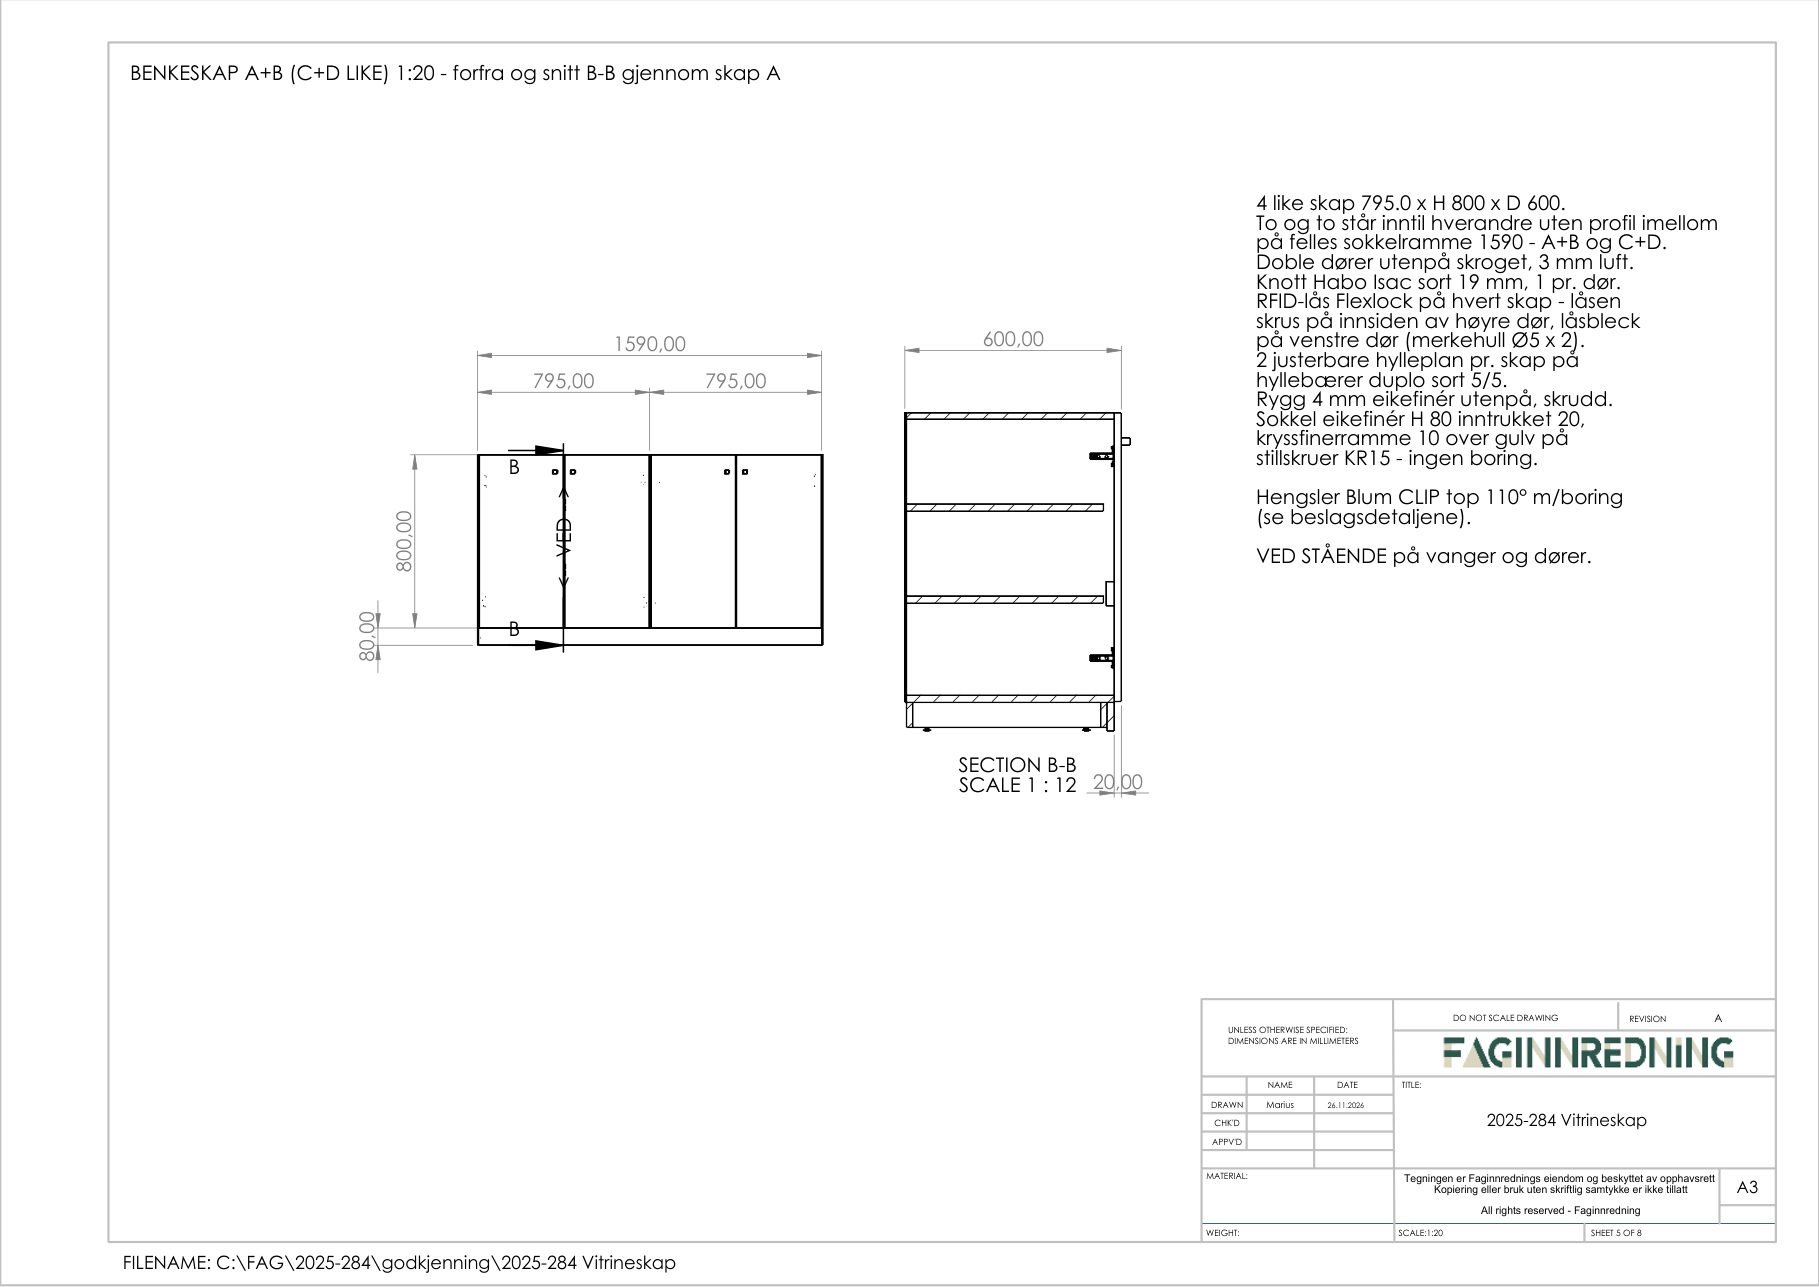 BENKESKAP A+B (C+D LIKE) 1:20 - forfra og snitt B-B gjennom skap A
4 like skap 795.0 x H 800 x D 600.
To og to står inntil hverandre uten profil imellom
på felles sokkelramme 1590 - A+B og C+D.
Doble dører utenpå skroget, 3 mm luft.
Knott Habo Isac sort 19 mm, 1 pr. dør.
RFID-lås Flexlock på hvert skap - låsen
skrus på innsiden av høyre dør, låsbleck
på venstre dør (merkehull Ø5 x 2).
2 justerbare hylleplan pr. skap på
hyllebærer duplo sort 5/5.
Rygg 4 mm eikefinér utenpå, skrudd.
Sokkel eikefinér H 80 inntrukket 20,
kryssfinerramme 10 over gulv på
stillskruer KR15 - ingen boring.
Hengsler Blum CLIP top 110° m/boring
(se beslagsdetaljene).
VED STÅENDE på vanger og dører.
1590,00
795,00
795,00
600,00
B
VED
800,00
B
80,00
SECTION B-B
SCALE 1 : 12
20,00
UNLESS OTHERWISE SPECIFIED:
DIMENSIONS ARE IN MILLIMETERS
DO NOT SCALE DRAWING
REVISION
A
FAGINNREDNING
NAME
DATE
DRAWN
Marius
26.11.2026
CHK'D
APPV'D
TITLE:
2025-284 Vitrineskap
MATERIAL:
Tegningen er Faginnrednings eiendom og beskyttet av opphavsrett
Kopiering eller bruk uten skriftlig samtykke er ikke tillatt
All rights reserved - Faginnredning
A3
WEIGHT:
SCALE:1:20
SHEET 5 OF 8
FILENAME: C:\FAG\2025-284\godkjenning\2025-284 Vitrineskap